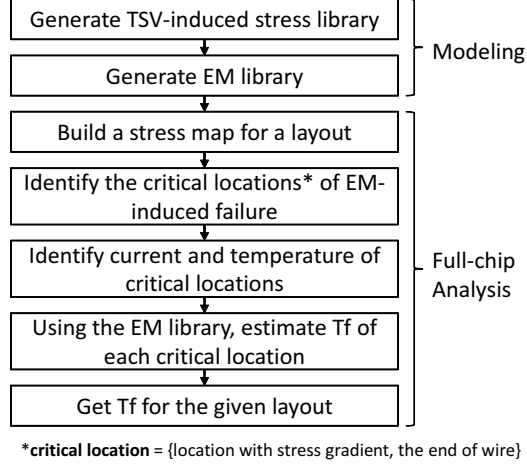 Generate TSV-induced stress library
Generate EM library
Modeling
Build a stress map for a layout
Identify the critical locations* of EM-
induced failure
Identify current and temperature of
critical locations
Using the EM library, estimate Tf of
each critical location
Get Tf for the given layout
Full-chip
Analysis
*critical location = {location with stress gradient, the end of wire}